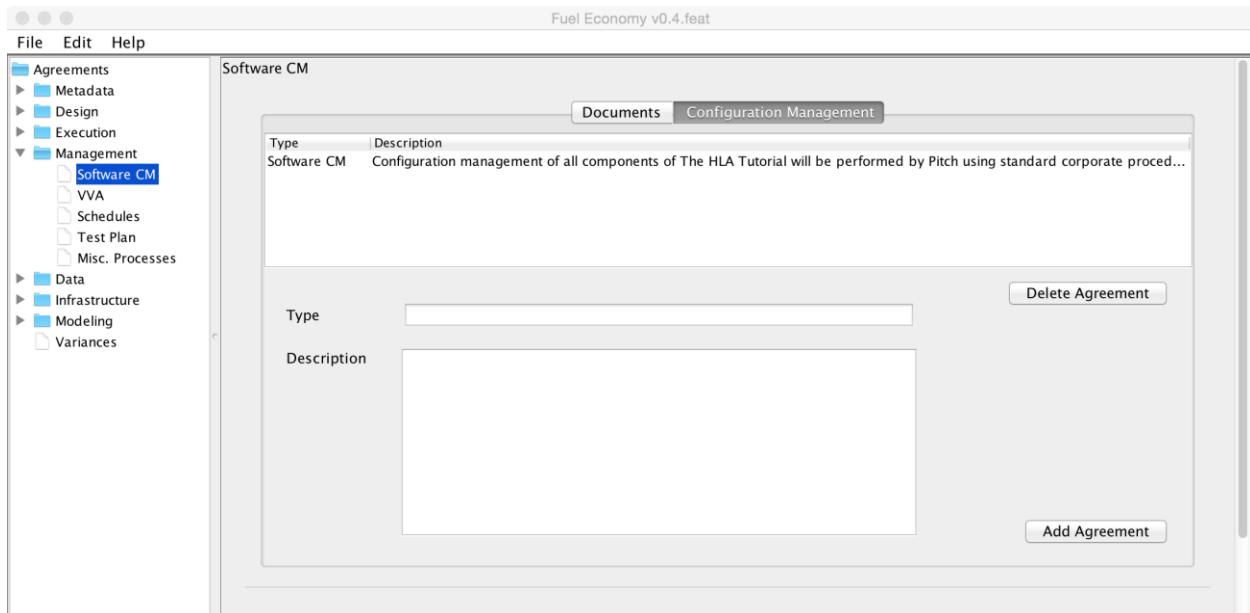 Fuel Economy v0.4.feat
File Edit Help
Agreements
Metadata
Design
Execution
Management
Software CM
VVA
Schedules
Test Plan
Misc. Processes
Data
Infrastructure
Modeling
Variances
Software CM
Documents Configuration Management
Type Description
Software CM Configuration management of all components of The HLA Tutorial will be performed by Pitch using standard corporate proced...
Delete Agreement
Type
Description
Add Agreement